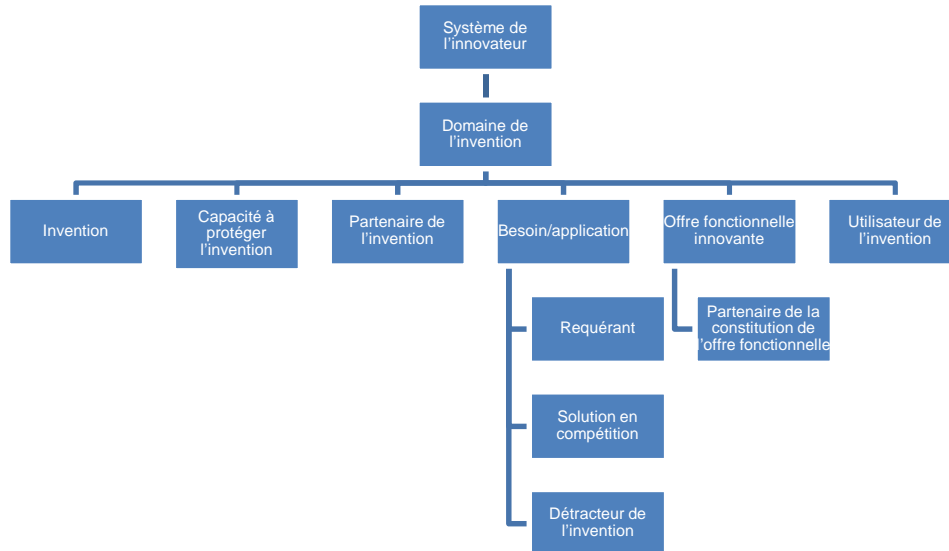 Système de
l'innovateur
Domaine de
l'invention
Invention
Capacité à
protéger
l'invention
Partenaire de
l'invention
Besoin/application
Offre fonctionnelle
innovante
Utilisateur de
l'invention
Requérant
Partenaire de la
constitution de
l'offre fonctionnelle
Solution en
compétition
Détracteur de
l'invention